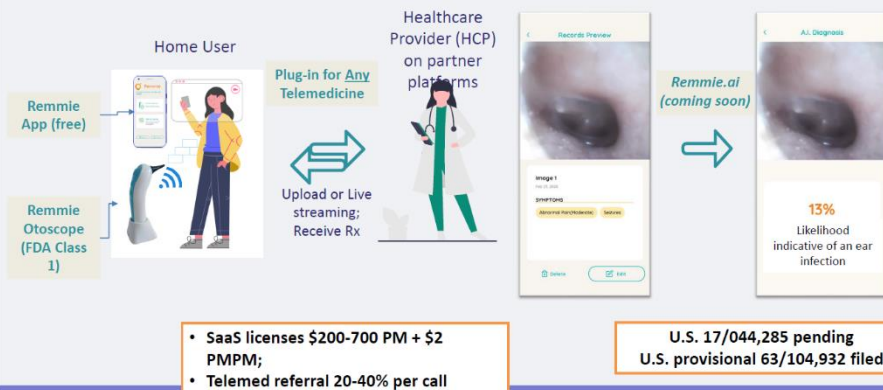 Home User
Remmie
App (free)
Remmie
Otoscope
(FDA Class
1)
Plug-in for Any
Telemedicine
Upload or Live
streaming;
Receive Rx
Healthcare
Provider (HCP)
on partner
platforms
Records Preview
Image 1
SYMPTOMS
Delete
Edit
Remmie.ai
(coming soon)
A.I. Diagnosis
13%
Likelihood
indicative of an ear
infection
• SaaS licenses $200-700 PM + $2
PMPM;
• Telemed referral 20-40% per call
U.S. 17/044,285 pending
U.S. provisional 63/104,932 filed